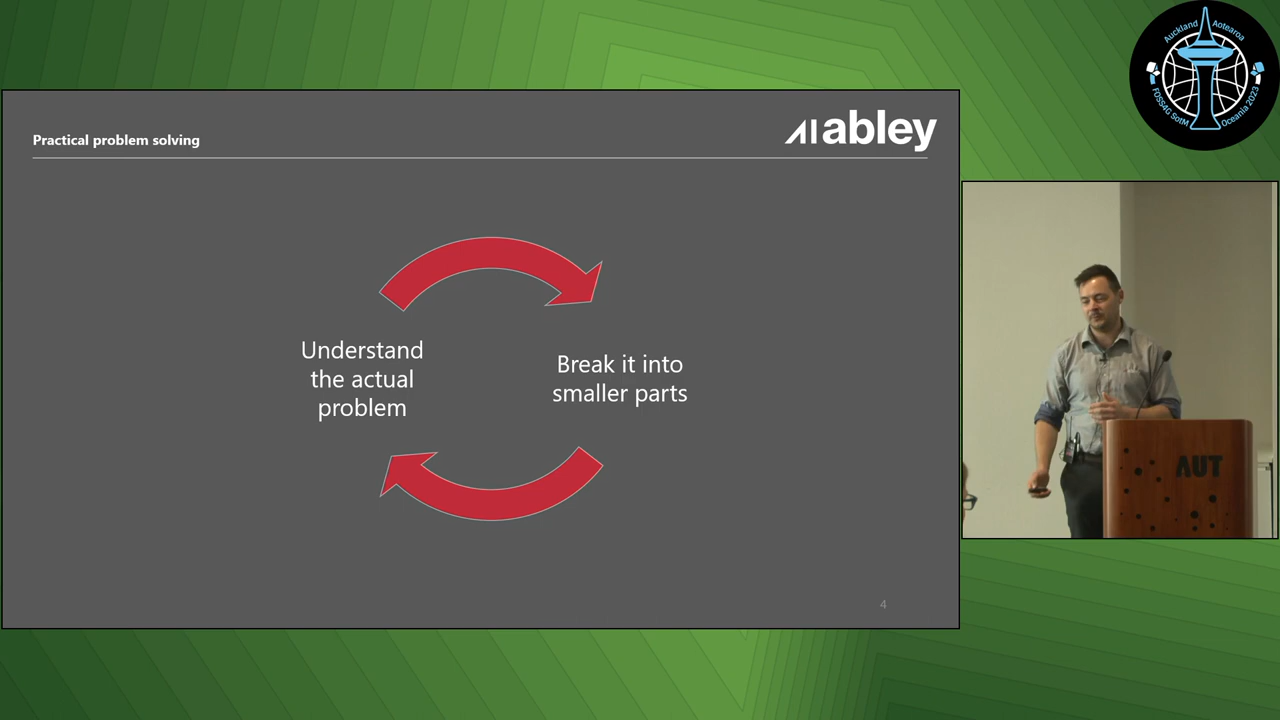 Practical problem solving
abley
Understand
the actual
problem
Break it into
smaller parts
4
Auckland Aotearoa
FOSS4G SotM Oceania 2023
AUT